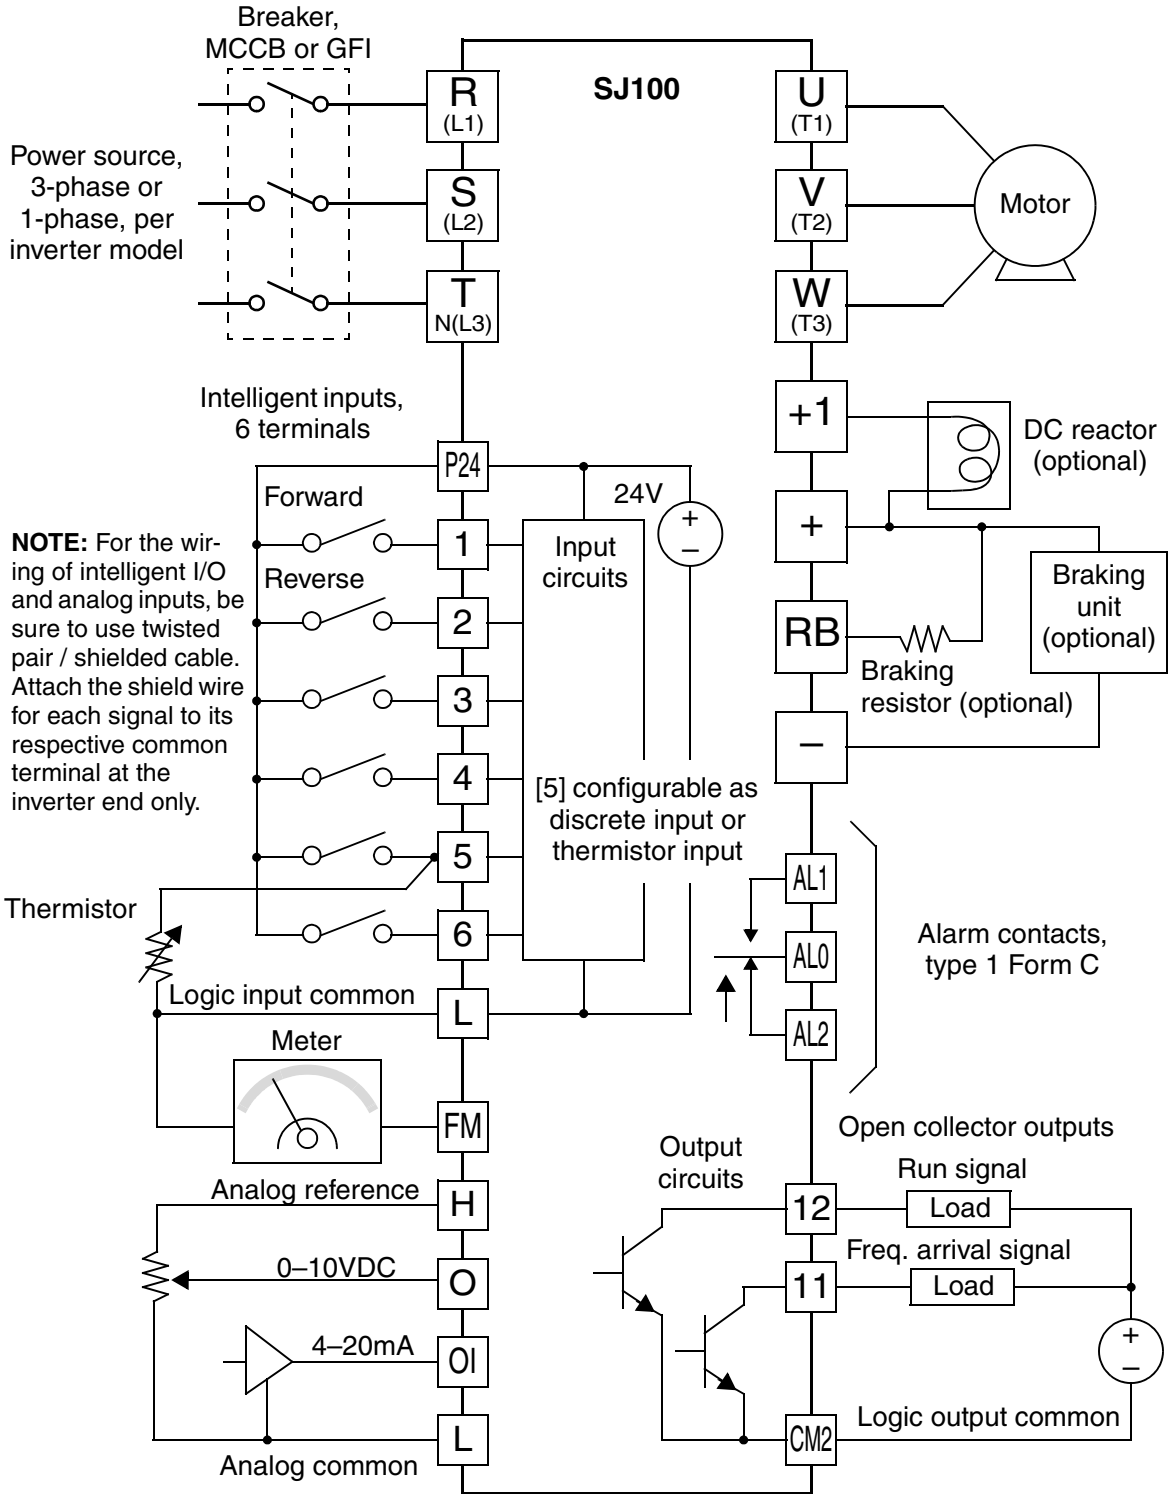 Breaker,
MCCB or GFI
SJ100
R
(L1)
S
(L2)
T
N(L3)
Power source,
3-phase or
1-phase, per
inverter model
U
(T1)
V
(T2)
W
(T3)
Motor
Intelligent inputs,
6 terminals
+1
DC reactor
(optional)
+
RB
Braking
resistor (optional)
Braking
unit
(optional)
–
P24
24V
+
–
Forward
1
Reverse
2
3
4
5
6
Input
circuits
[5] configurable as
discrete input or
thermistor input
NOTE: For the wir-
ing of intelligent I/O
and analog inputs, be
sure to use twisted
pair / shielded cable.
Attach the shield wire
for each signal to its
respective common
terminal at the
inverter end only.
Thermistor
Logic input common
L
Meter
FM
AL1
AL0
AL2
Alarm contacts,
type 1 Form C
Analog reference
H
0–10VDC
O
4–20mA
OI
L
Analog common
Open collector outputs
Output
circuits
Run signal
12
Load
Freq. arrival signal
11
Load
+
–
Logic output common
CM2